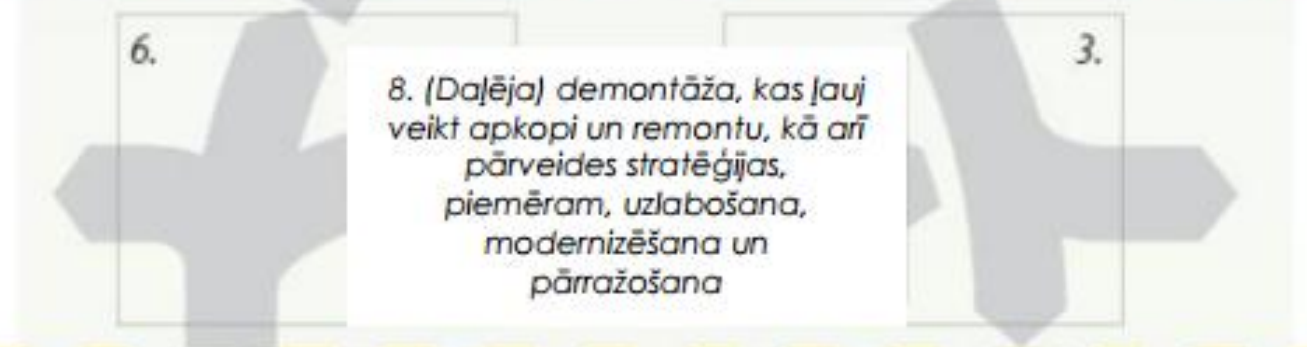 6.
3.
8. (Daļēja) demontāža, kas ļauj
veikt apkopi un remontu, kā arī
pārveides stratēģijas,
piemēram, uzlabošana,
modernizēšana un
pārražošana